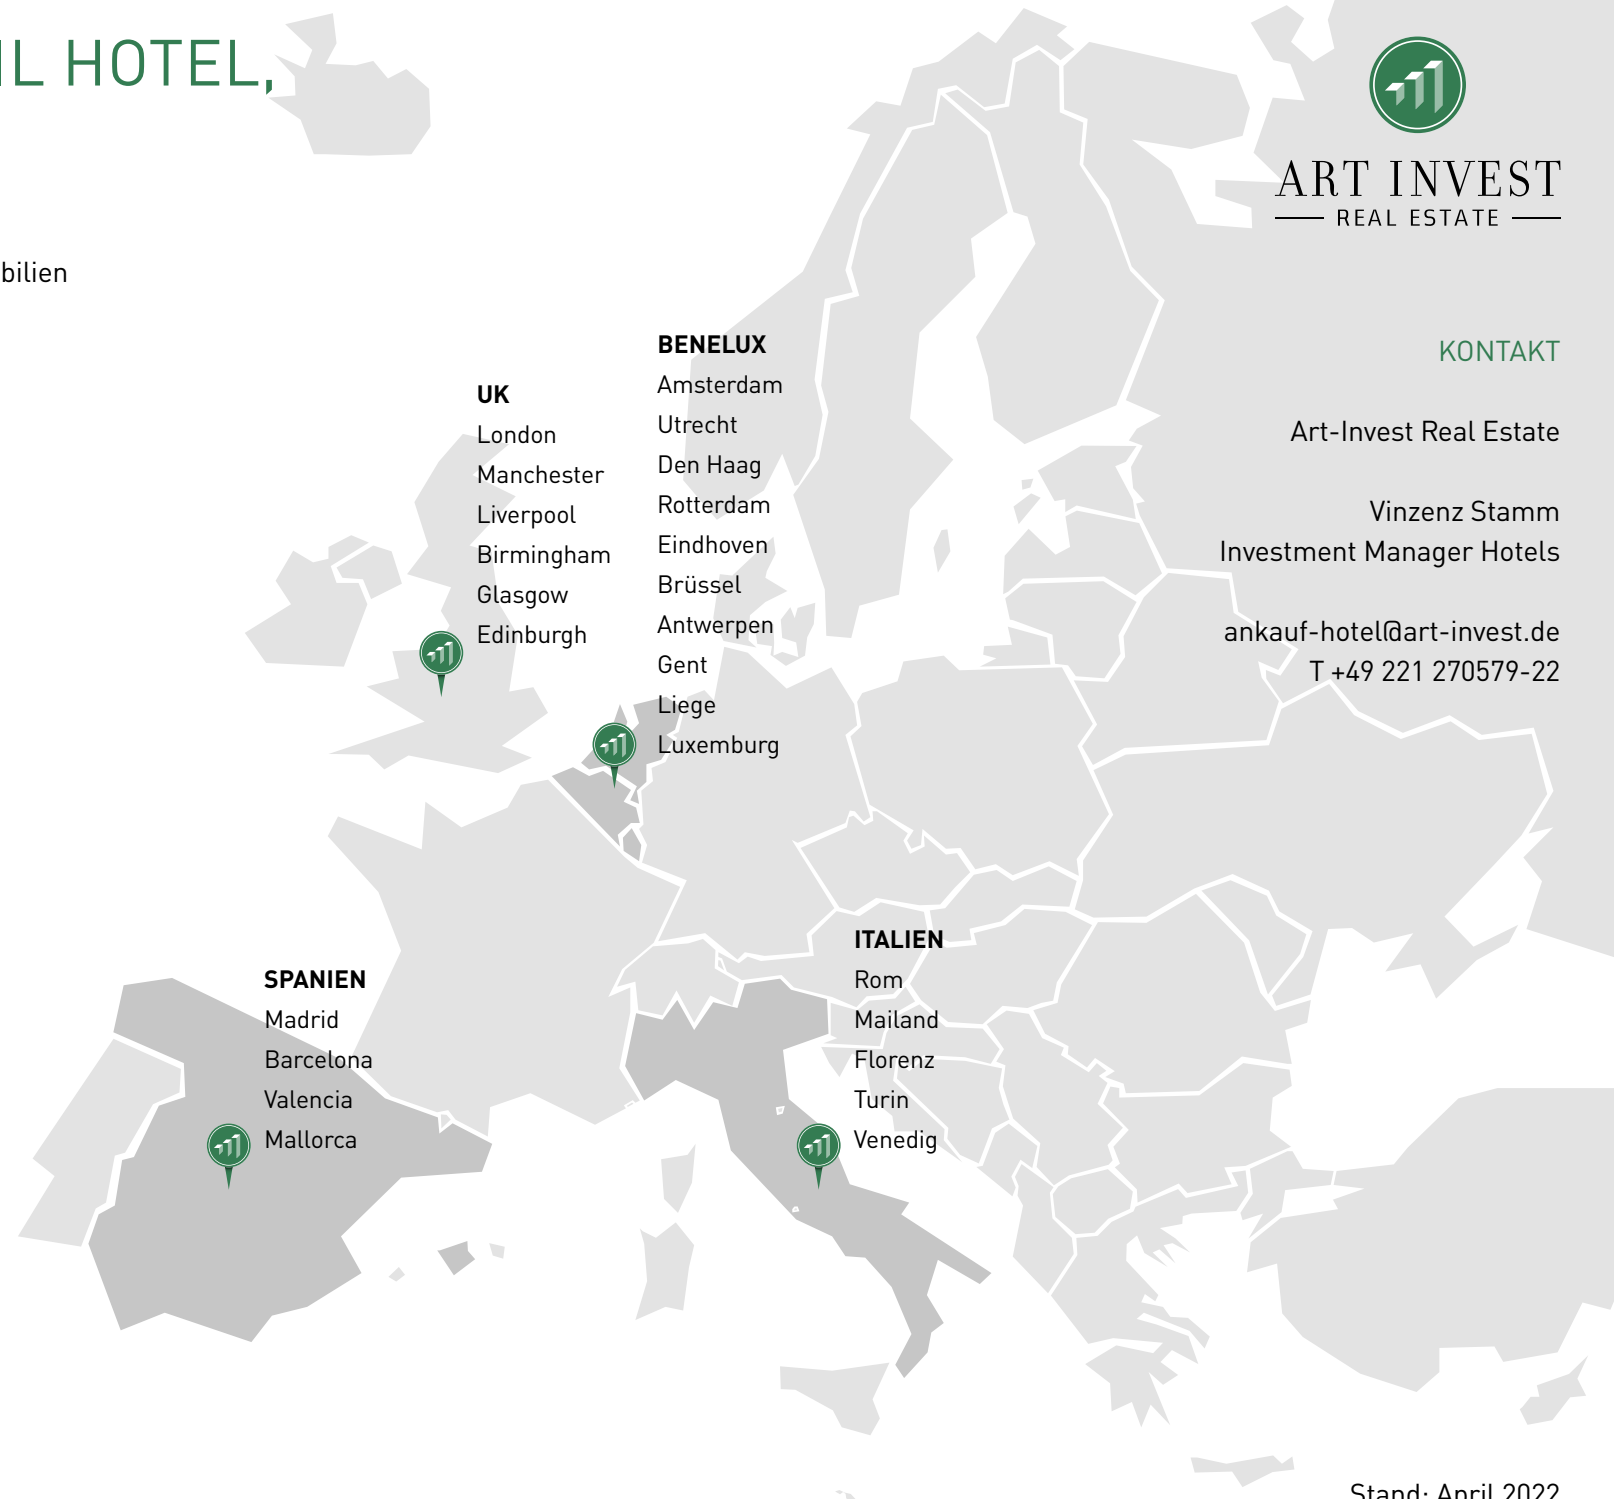 IL HOTEL,
ART INVEST
REAL ESTATE
bilien
UK
London
Manchester
Liverpool
Birmingham
Glasgow
Edinburgh
BENELUX
Amsterdam
Utrecht
Den Haag
Rotterdam
Eindhoven
Brüssel
Antwerpen
Gent
Liege
Luxemburg
KONTAKT
Art-Invest Real Estate
Vinzenz Stamm
Investment Manager Hotels
ankauf-hotel@art-invest.de
T +49 221 270579-22
SPANIEN
Madrid
Barcelona
Valencia
Mallorca
ITALIEN
Rom
Mailand
Florenz
Turin
Venedig
Stand: April 2022